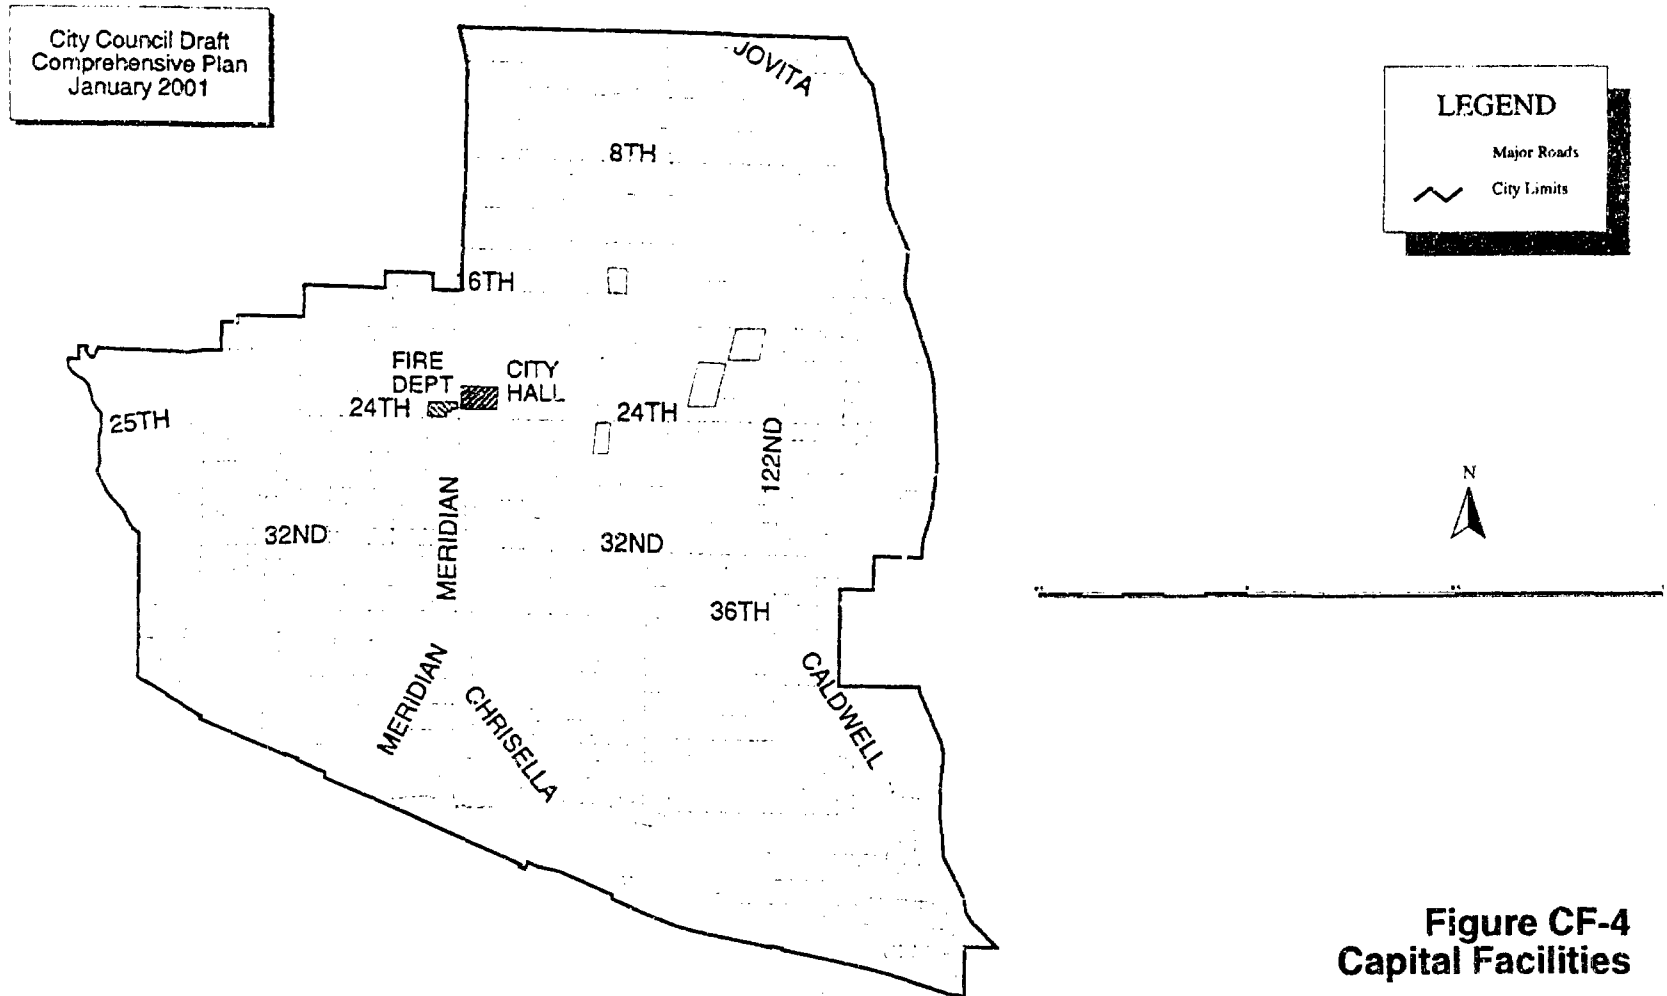 City Council Draft
Comprehensive Plan
January 2001
JOVITA
LEGEND
Major Roads
City Limits
8TH
6TH
FIRE
DEPT
CITY
HALL
24TH
24TH
25TH
122ND
MERIDIAN
32ND
32ND
36TH
MERIDIAN
CHRISELLA
CALDWELL
N
Figure CF-4
Capital Facilities